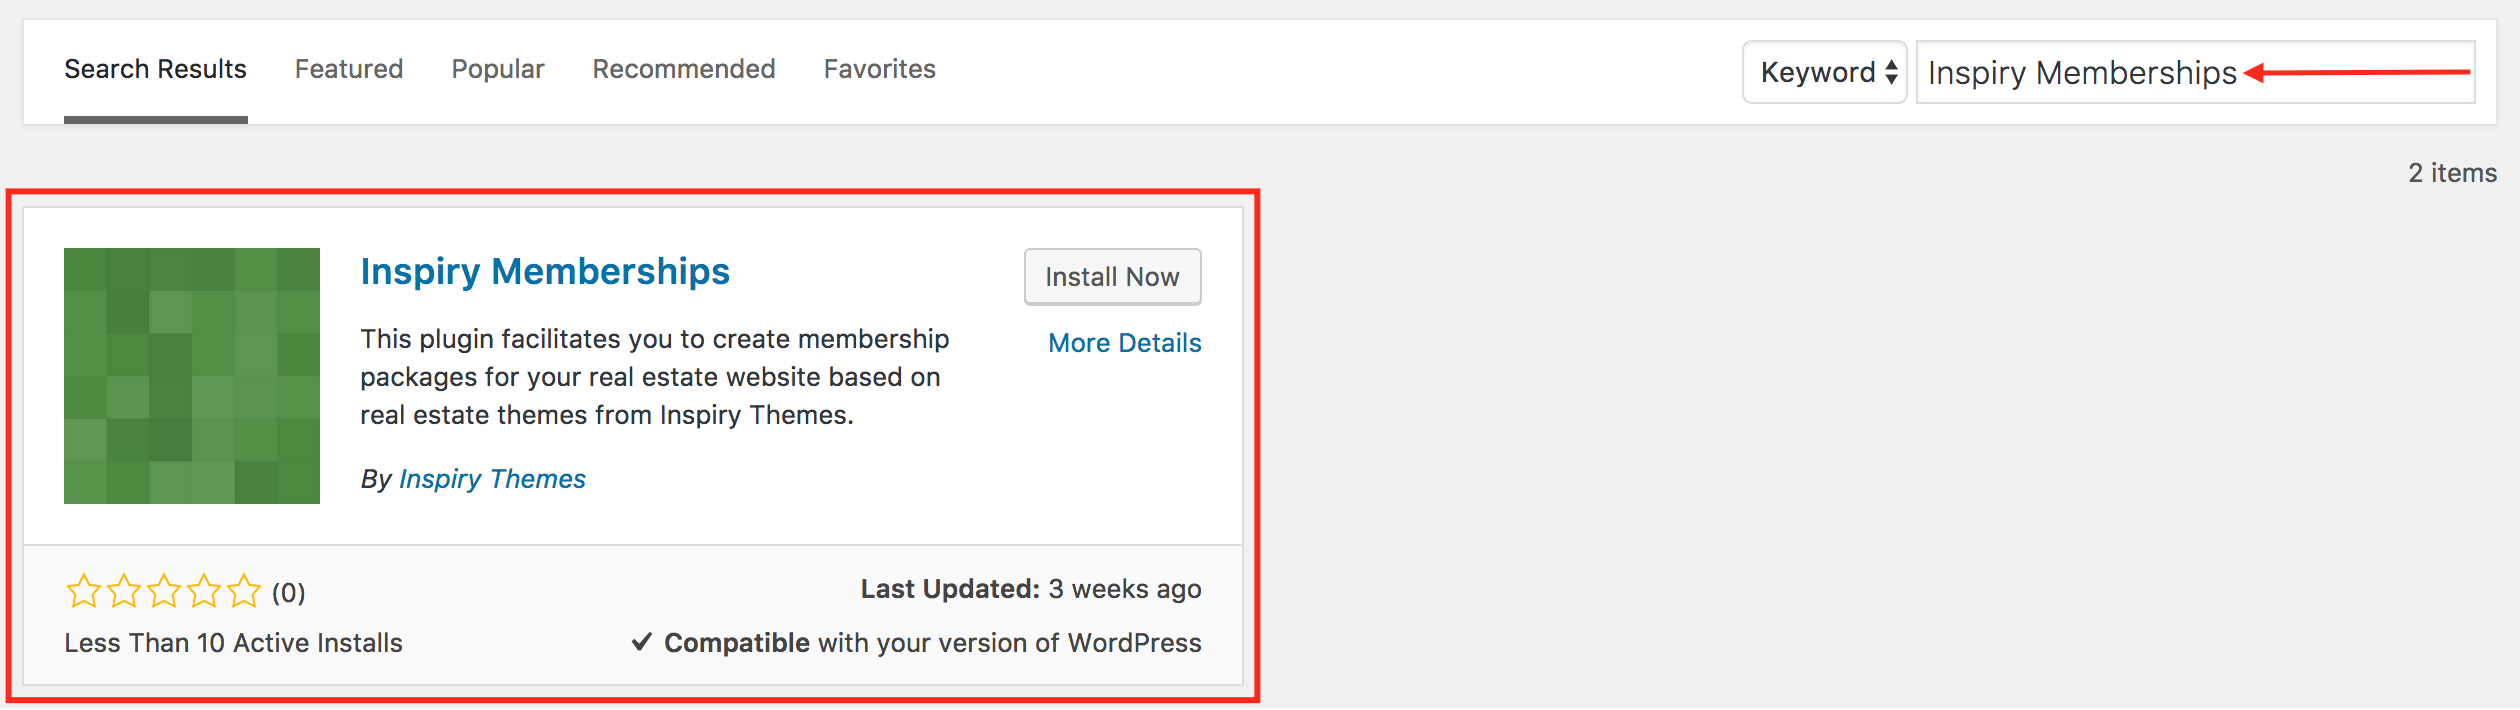 Search Results Featured Popular Recommended Favorites Keyword Inspiry Memberships
2 items
Inspiry Memberships
Install Now
This plugin facilitates you to create membership
More Details
packages for your real estate website based on
real estate themes from Inspiry Themes.
By Inspiry Themes
(0)
Last Updated: 3 weeks ago
Less Than 10 Active Installs
Compatible with your version of WordPress